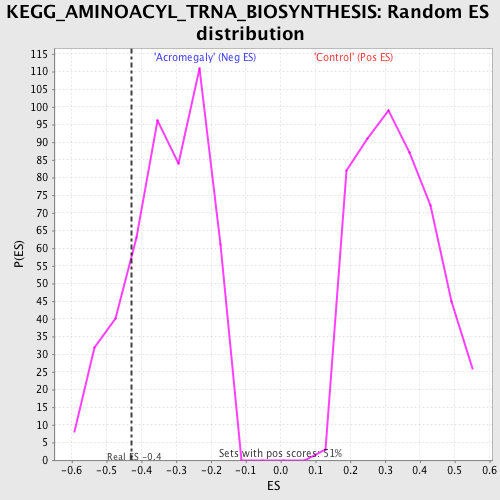 KEGG_AMINOACYL_TRNA_BIOSYNTHESIS: Random ES
distribution
115
110
105
100
95
90
85
80
75
70
65
60
55
50
45
40
35
30
25
20
15
10
5
0
P(ES)
'Acromegaly' (Neg ES)
'Control' (Pos ES)
Real ES -0.4
Sets with pos scores: 51%
-0.6 -0.5 -0.4 -0.3 -0.2 -0.1 0.0 0.1 0.2 0.3 0.4 0.5 0.6
ES